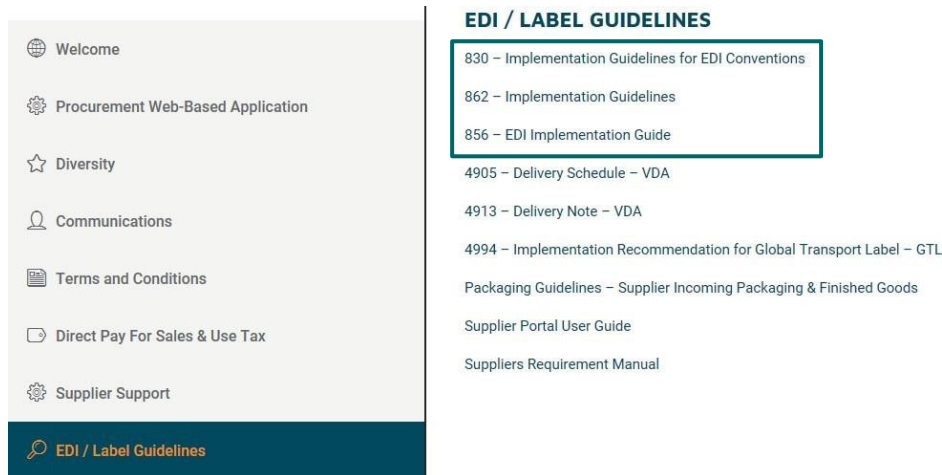 Welcome
Procurement Web-Based Application
Diversity
Communications
Terms and Conditions
Direct Pay For Sales & Use Tax
Supplier Support
EDI / Label Guidelines
EDI / LABEL GUIDELINES
830 – Implementation Guidelines for EDI Conventions
862 – Implementation Guidelines
856 – EDI Implementation Guide
4905 – Delivery Schedule – VDA
4913 – Delivery Note – VDA
4994 – Implementation Recommendation for Global Transport Label – GTL
Packaging Guidelines – Supplier Incoming Packaging & Finished Goods
Supplier Portal User Guide
Suppliers Requirement Manual